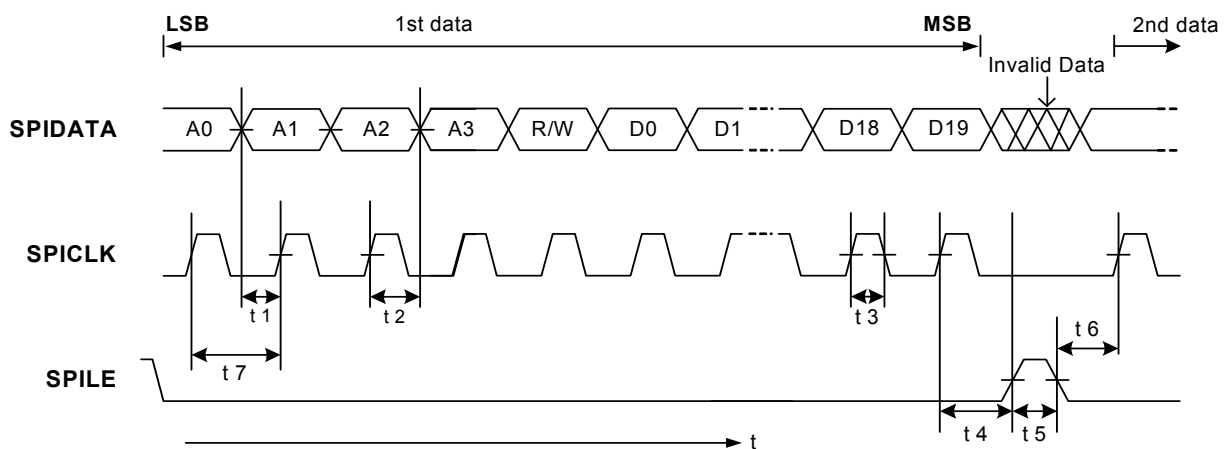 LSB 1st data MSB 2nd data
Invalid Data
SPIDATA A0 A1 A2 A3 R/W D0 D1 D18 D19
SPICLK
t 1 t 2 t 3
t 6
t 7
SPILE
t 4 t 5
t